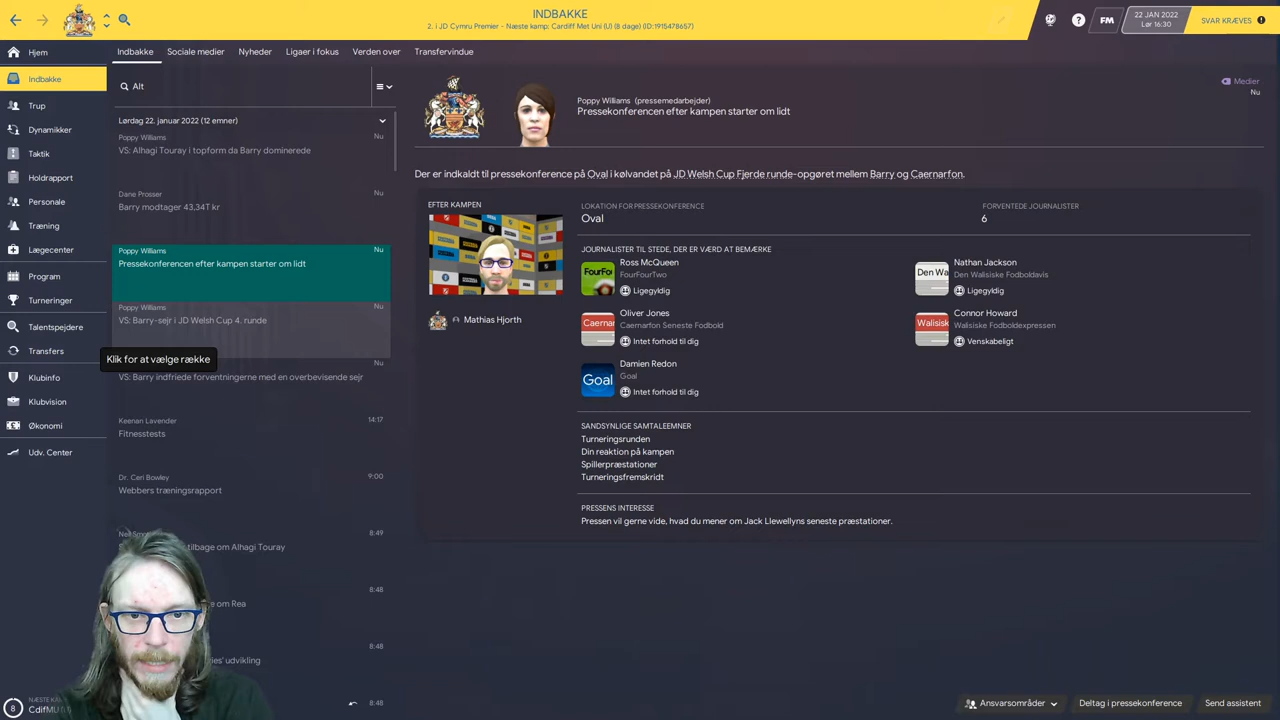 INDBAKKE
2. i JD Cymru Premier - Næste kamp: Cardiff Met Uni (U) (8 dage) (ID:1915478657)
FM
22 JAN 2022
Lør 16:30
SVAR KRÆVES
Hjem
Indbakke
Trup
Dynamikker
Taktik
Holdrapport
Personale
Træning
Lægecenter
Program
Turneringer
Talentspejdere
Transfers
Klubinfo
Klubvision
Økonomi
Udv. Center
NÆSTE
CdifMU
Indbakke Sociale medier Nyheder Ligaer i fokus Verden over Transfervindue
Alt
Lørdag 22. januar 2022 (12 emner)
Poppy Williams Nu
VS: Alhagi Touray i topform da Barry dominerede
Dane Prosser Nu
Barry modtager 43,34T kr
Poppy Williams Nu
Pressekonferencen efter kampen starter om lidt
Poppy Williams Nu
VS: Barry-sejr i JD Welsh Cup 4. runde
Klik for at vælge række
Nu
VS: Barry indfriede forventningerne med en overbevisende sejr
Keenan Lavender 14:17
Fitnesstests
Dr. Ceri Bowley 9:00
Webbers træningsrapport
8:49
tilbage om Alhagi Touray
8:48
om Rea
8:48
udvikling
8:48
Poppy Williams (pressemedarbejder)
Pressekonferencen efter kampen starter om lidt
Medier
Nu
Der er indkaldt til pressekonference på Oval i kølvandet på JD Welsh Cup Fjerde runde-opgøret mellem Barry og Caernarfon.
EFTER KAMPEN
Mathias Hjorth
LOKATION FOR PRESSEKONFERENCE
Oval
FORVENTEDE JOURNALISTER
6
JOURNALISTER TIL STEDE, DER ER VÆRD AT BEMÆRKE
FourFo
Ross McQueen
FourFourTwo
Ligegyldig
Den Wa
Nathan Jackson
Den Walisiske Fodboldavis
Ligegyldig
Caernar
Oliver Jones
Caernarfon Seneste Fodbold
Intet forhold til dig
Walisisk
Connor Howard
Walisiske Fodboldexpressen
Venskabeligt
Goal
Damien Redon
Goal
Intet forhold til dig
SANDSYNLIGE SAMTALEEMNER
Turneringsrunden
Din reaktion på kampen
Spillerpræstationer
Turneringsfremskridt
PRESSENS INTERESSE
Pressen vil gerne vide, hvad du mener om Jack Llewellyns seneste præstationer.
Ansvarsområder
Deltag i pressekonference
Send assistent